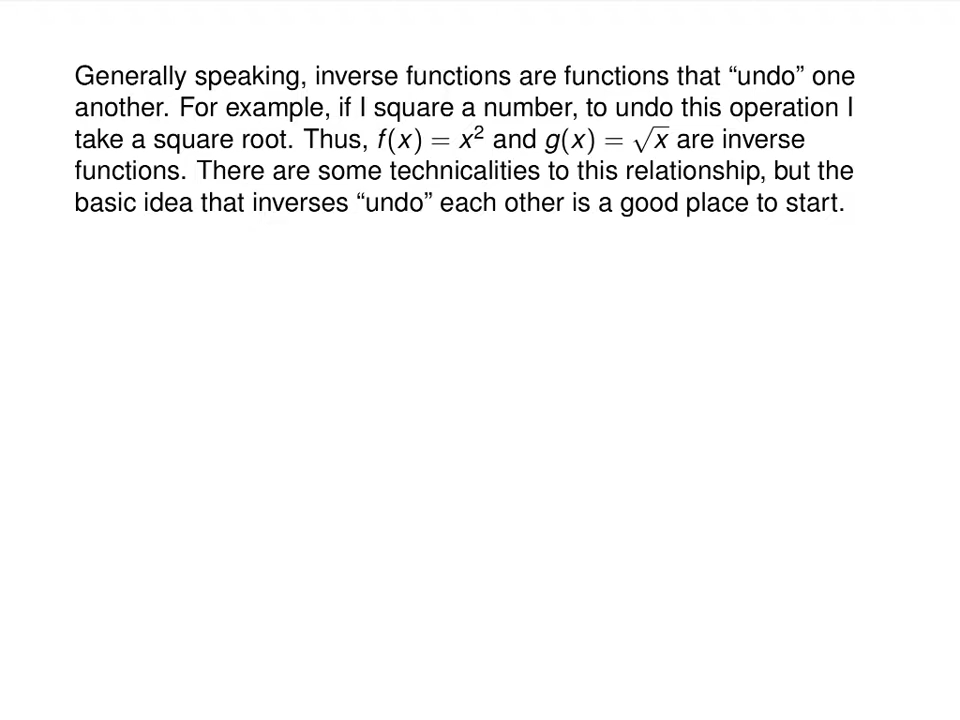 Generally speaking, inverse functions are functions that “undo” one
another. For example, if I square a number, to undo this operation I
take a square root. Thus, f(x) = x² and g(x) = √x are inverse
functions. There are some technicalities to this relationship, but the
basic idea that inverses “undo” each other is a good place to start.